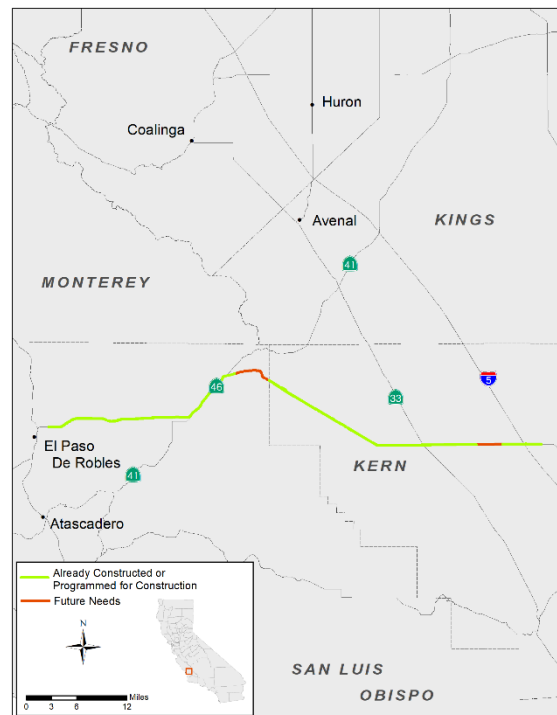 FRESNO
Huron
Coalinga
Avenal
KINGS
41
MONTEREY
46
5
33
El Paso
De Robles
KERN
41
Atascadero
Already Constructed or
Programmed for Construction
Future Needs
N
Miles
0 3 6 12
SAN LUIS
OBISPO